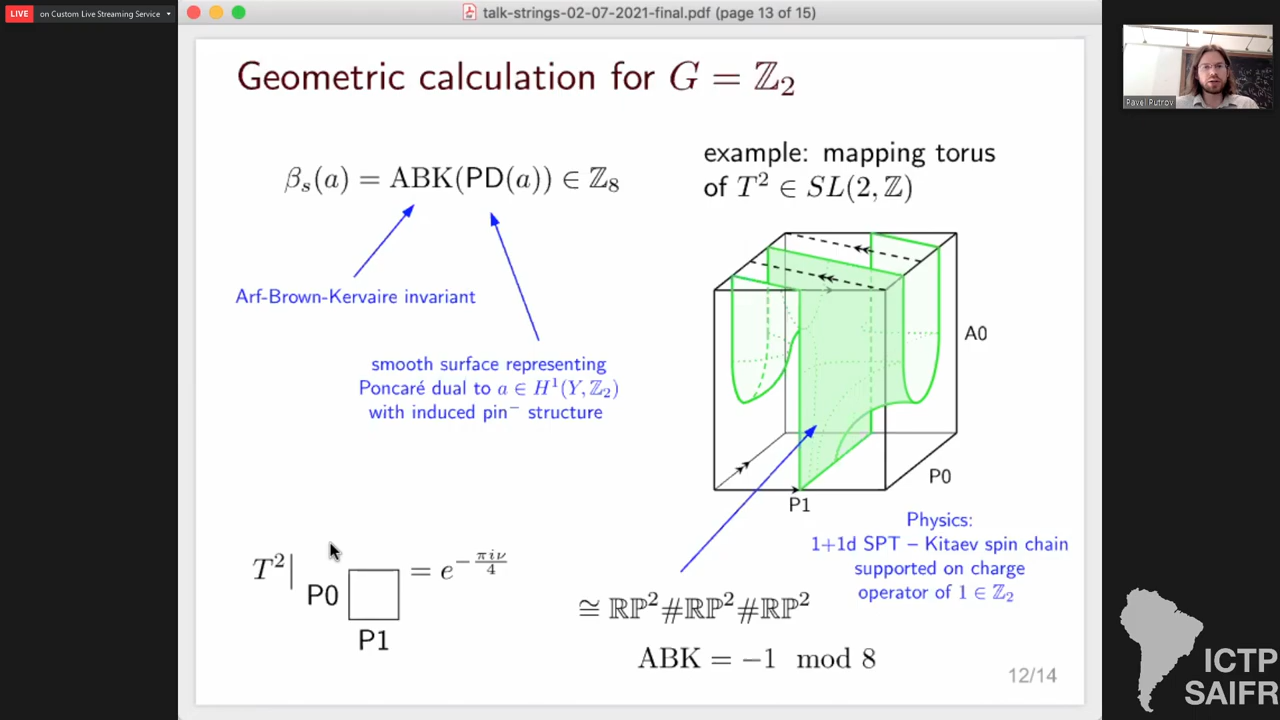 LIVE on Custom Live Streaming Service
talk-strings-02-07-2021-final.pdf (page 13 of 15)
Pavel Putrov
Geometric calculation for G = ℤ₂
βₛ(a) = ABK(PD(a)) ∈ ℤ₈
Arf-Brown-Kervaire invariant
smooth surface representing
Poncaré dual to a ∈ H¹(Y, ℤ₂)
with induced pin⁻ structure
example: mapping torus
of T² ∈ SL(2, ℤ)
A0
P0
P1
Physics:
1+1d SPT – Kitaev spin chain
supported on charge
operator of 1 ∈ ℤ₂
T²| P0 □ P1 = e^{-πiν/4}
≅ ℝℙ²#ℝℙ²#ℝℙ²
ABK = −1 mod 8
12/14
ICTP
SAIFR